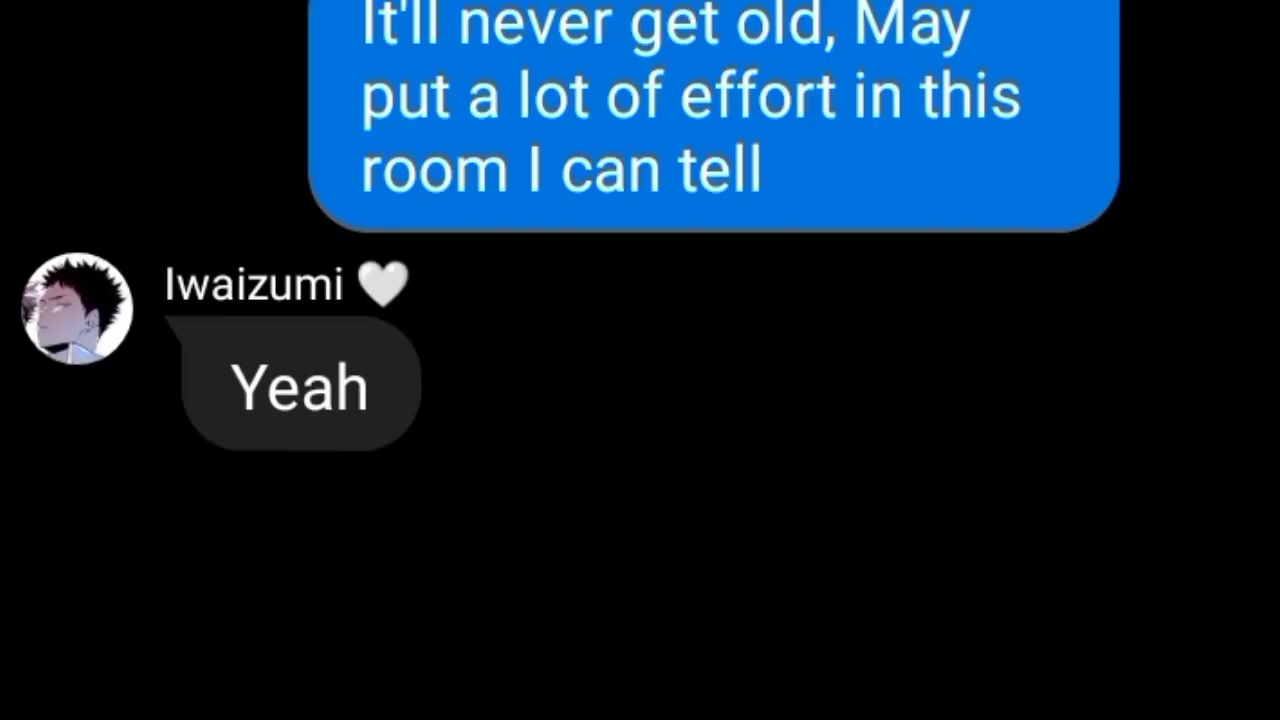 It'll never get old, May
put a lot of effort in this
room I can tell
Iwaizumi 🤍
Yeah